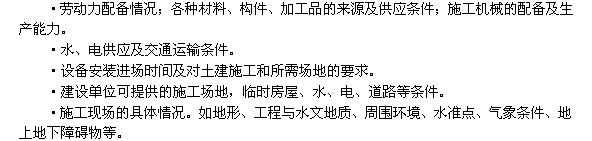 ·劳动力配备情况；各种材料、构件、加工品的来源及供应条件；施工机械的配备及生
产能力。
·水、电供应及交通运输条件。
·设备安装进场时间及对土建施工和所需场地的要求。
·建设单位可提供的施工场地，临时房屋、水、电、道路等条件。
·施工现场的具体情况。如地形、工程与水文地质、周围环境、水准点、气象条件、地
上地下障碍物等。